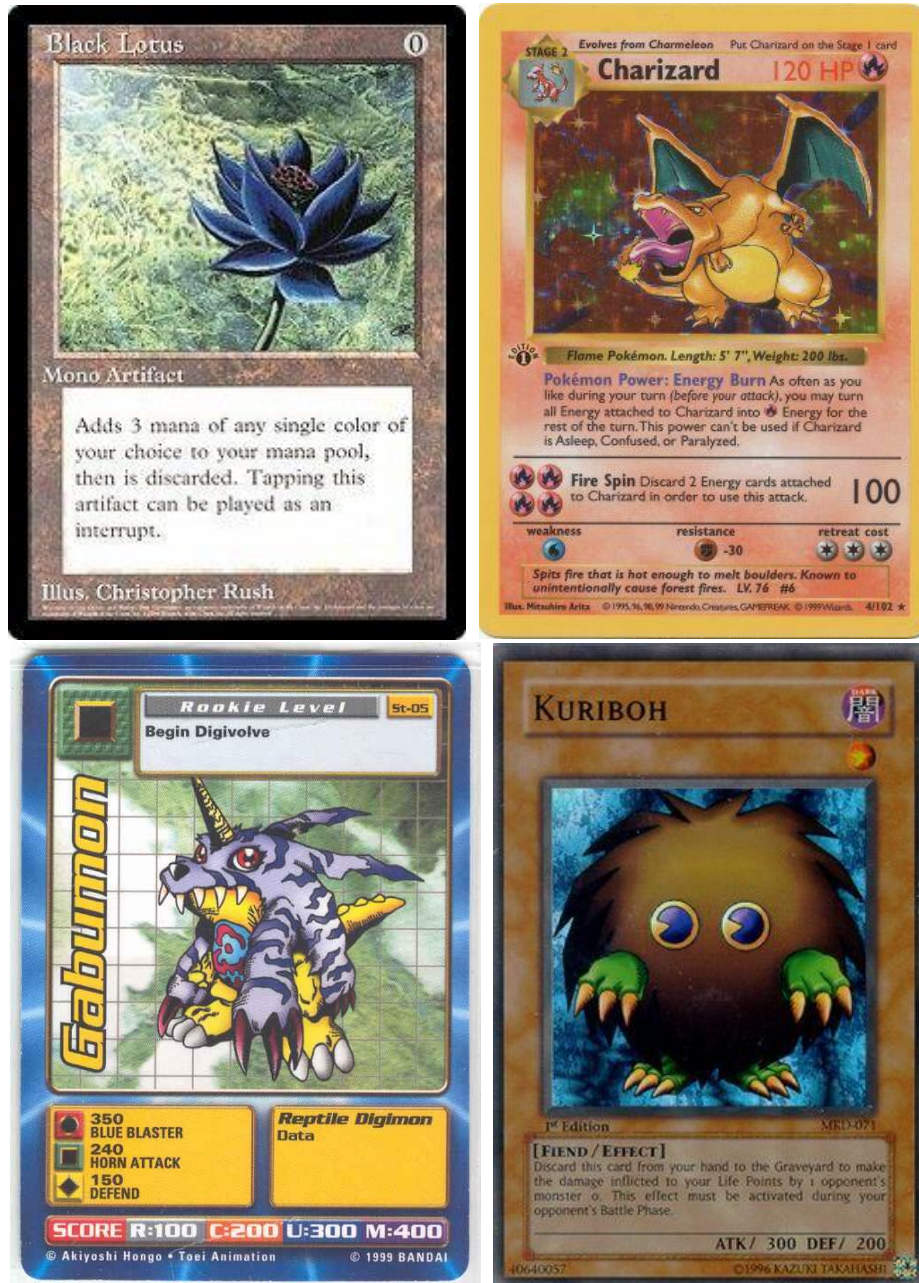 Black Lotus 0
Mono Artifact
Adds 3 mana of any single color of
your choice to your mana pool,
then is discarded. Tapping this
artifact can be played as an
interrupt.
Illus. Christopher Rush
STAGE 2 Evolves from Charmeleon Put Charizard on the Stage 1 card
Charizard 120 HP
EDITION 1
Flame Pokémon. Length: 5' 7", Weight: 200 lbs.
Pokémon Power: Energy Burn As often as you
like during your turn (before your attack), you may turn
all Energy attached to Charizard into Energy for the
rest of the turn. This power can't be used if Charizard
is Asleep, Confused, or Paralyzed.
Fire Spin Discard 2 Energy cards attached
to Charizard in order to use this attack. 100
weakness resistance retreat cost
-30
Spits fire that is hot enough to melt boulders. Known to
unintentionally cause forest fires. LV. 76 #6
Illus. Mitsuhiro Arita ©1995, 96, 98, 99 Nintendo, Creatures, GAMEFREAK. ©1999 Wizards. 4/102 ★
Rookie Level St-05
Begin Digivolve
Gabumon
350
BLUE BLASTER
240
HORN ATTACK
150
DEFEND
Reptile Digimon
Data
SCORE R:100 C:200 U:300 M:400
© Akiyoshi Hongo • Toei Animation © 1999 BANDAI
KURIBOH
DARK
闇
1st Edition MRD-071
[FIEND/EFFECT]
Discard this card from your hand to the Graveyard to make
the damage inflicted to your Life Points by 1 opponent's
monster 0. This effect must be activated during your
opponent's Battle Phase.
ATK/ 300 DEF/ 200
40640057 ©1996 KAZUKI TAKAHASHI